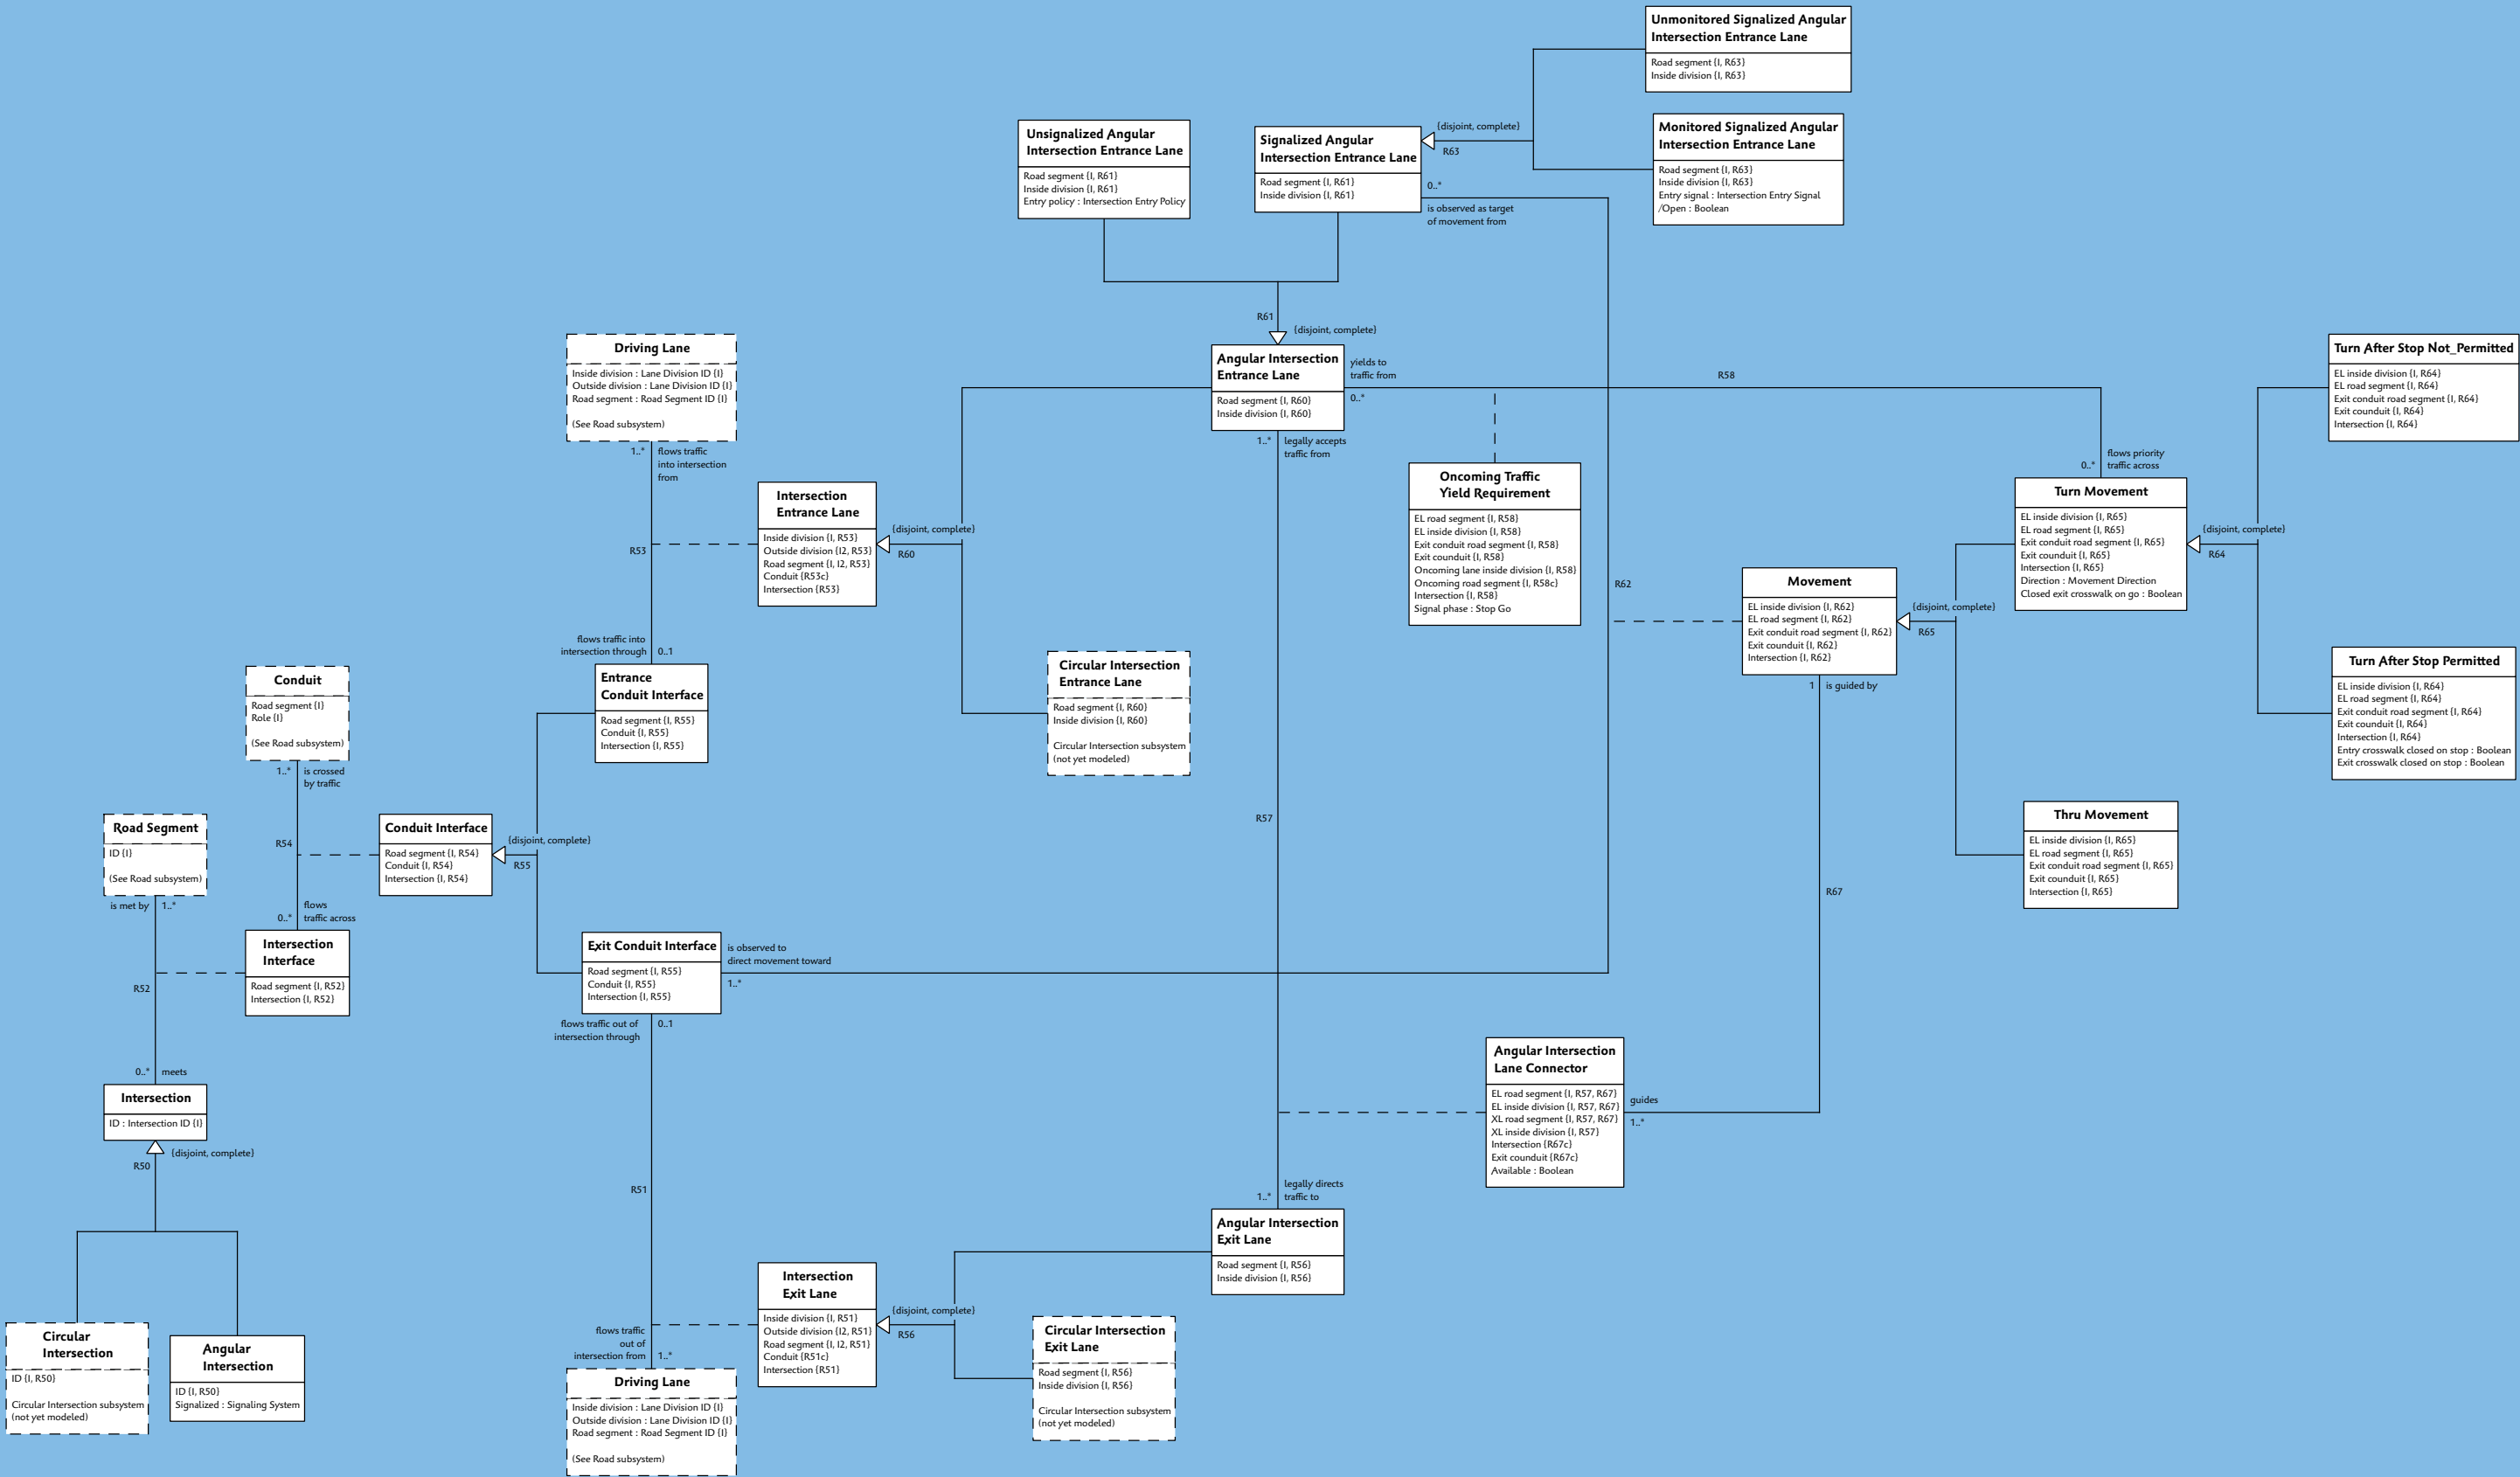 Unmonitored Signalized Angular
Intersection Entrance Lane
Road segment {I, R63}
Inside division {I, R63}
Monitored Signalized Angular
Intersection Entrance Lane
Road segment {I, R63}
Inside division {I, R63}
Entry signal : Intersection Entry Signal
/Open : Boolean
Unsignalized Angular
Intersection Entrance Lane
Road segment {I, R61}
Inside division {I, R61}
Entry policy : Intersection Entry Policy
Signalized Angular
Intersection Entrance Lane
Road segment {I, R61}
Inside division {I, R61}
{disjoint, complete}
R63
0..*
is observed as target
of movement from
R61
{disjoint, complete}
Driving Lane
Inside division : Lane Division ID {I}
Outside division : Lane Division ID {I}
Road segment : Road Segment ID {I}
(See Road subsystem)
1..*
flows traffic
into intersection
from
Angular Intersection
Entrance Lane
Road segment {I, R60}
Inside division {I, R60}
yields to
traffic from
0..*
R58
1..*
legally accepts
traffic from
Turn After Stop Not_Permitted
EL inside division {I, R64}
EL road segment {I, R64}
Exit conduit road segment {I, R64}
Exit counduit {I, R64}
Intersection {I, R64}
flows priority
traffic across
0..*
Intersection
Entrance Lane
Inside division {I, R53}
Outside division {I2, R53}
Road segment {I, I2, R53}
Conduit {R53c}
Intersection {R53}
R53
{disjoint, complete}
R60
Oncoming Traffic
Yield Requirement
EL road segment {I, R58}
EL inside division {I, R58}
Exit conduit road segment {I, R58}
Exit counduit {I, R58}
Oncoming lane inside division {I, R58}
Oncoming road segment {I, R58c}
Intersection {I, R58}
Signal phase : Stop Go
Turn Movement
EL inside division {I, R65}
EL road segment {I, R65}
Exit conduit road segment {I, R65}
Exit counduit {I, R65}
Intersection {I, R65}
Direction : Movement Direction
Closed exit crosswalk on go : Boolean
{disjoint, complete}
R64
R62
Movement
EL inside division {I, R62}
EL road segment {I, R62}
Exit conduit road segment {I, R62}
Exit counduit {I, R62}
Intersection {I, R62}
{disjoint, complete}
R65
1
is guided by
flows traffic into
intersection through
0..1
Entrance
Conduit Interface
Road segment {I, R55}
Conduit {I, R55}
Intersection {I, R55}
Circular Intersection
Entrance Lane
Road segment {I, R60}
Inside division {I, R60}
Circular Intersection subsystem
(not yet modeled)
Turn After Stop Permitted
EL inside division {I, R64}
EL road segment {I, R64}
Exit conduit road segment {I, R64}
Exit counduit {I, R64}
Intersection {I, R64}
Entry crosswalk closed on stop : Boolean
Exit crosswalk closed on stop : Boolean
Conduit
Road segment {I}
Role {I}
(See Road subsystem)
1..*
is crossed
by traffic
R54
Road Segment
ID {I}
(See Road subsystem)
is met by
1..*
Conduit Interface
Road segment {I, R54}
Conduit {I, R54}
Intersection {I, R54}
{disjoint, complete}
R55
R57
Thru Movement
EL inside division {I, R65}
EL road segment {I, R65}
Exit conduit road segment {I, R65}
Exit counduit {I, R65}
Intersection {I, R65}
R67
0..*
flows
traffic across
Intersection
Interface
Road segment {I, R52}
Intersection {I, R52}
R52
Exit Conduit Interface
Road segment {I, R55}
Conduit {I, R55}
Intersection {I, R55}
is observed to
direct movement toward
1..*
flows traffic out of
intersection through
0..1
0..*
meets
Intersection
ID : Intersection ID {I}
R50
{disjoint, complete}
Angular Intersection
Lane Connector
EL road segment {I, R57, R67}
EL inside division {I, R57, R67}
XL road segment {I, R57, R67}
XL inside division {I, R57}
Intersection {R67c}
Exit counduit {R67c}
Available : Boolean
guides
1..*
R51
legally directs
traffic to
1..*
Angular Intersection
Exit Lane
Road segment {I, R56}
Inside division {I, R56}
Intersection
Exit Lane
Inside division {I, R51}
Outside division {I2, R51}
Road segment {I, I2, R51}
Conduit {R51c}
Intersection {R51}
{disjoint, complete}
R56
Circular Intersection
Exit Lane
Road segment {I, R56}
Inside division {I, R56}
Circular Intersection subsystem
(not yet modeled)
flows traffic
out of
intersection from
1..*
Circular
Intersection
ID {I, R50}
Circular Intersection subsystem
(not yet modeled)
Angular
Intersection
ID {I, R50}
Signalized : Signaling System
Driving Lane
Inside division : Lane Division ID {I}
Outside division : Lane Division ID {I}
Road segment : Road Segment ID {I}
(See Road subsystem)